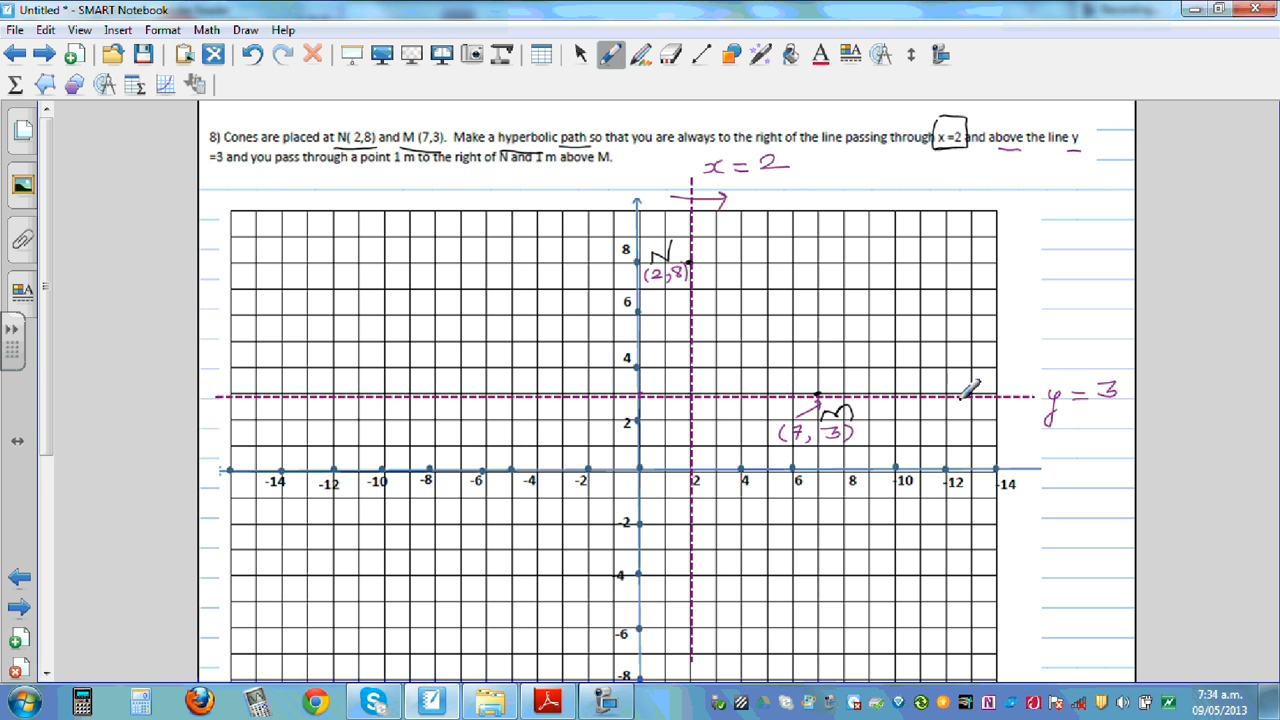 Untitled * - SMART Notebook
File Edit View Insert Format Math Draw Help
8) Cones are placed at N( 2,8) and M (7,3). Make a hyperbolic path so that you are always to the right of the line passing through x =2 and above the line y
=3 and you pass through a point 1 m to the right of N and 1 m above M.
x = 2
8
N
(2,8)
6
4
y = 3
2
M
(7, 3)
-14 -12 -10 -8 -6 -4 -2 2 4 6 8 -10 -12 -14
-2
-4
-6
-8
7:34 a.m.
09/05/2013